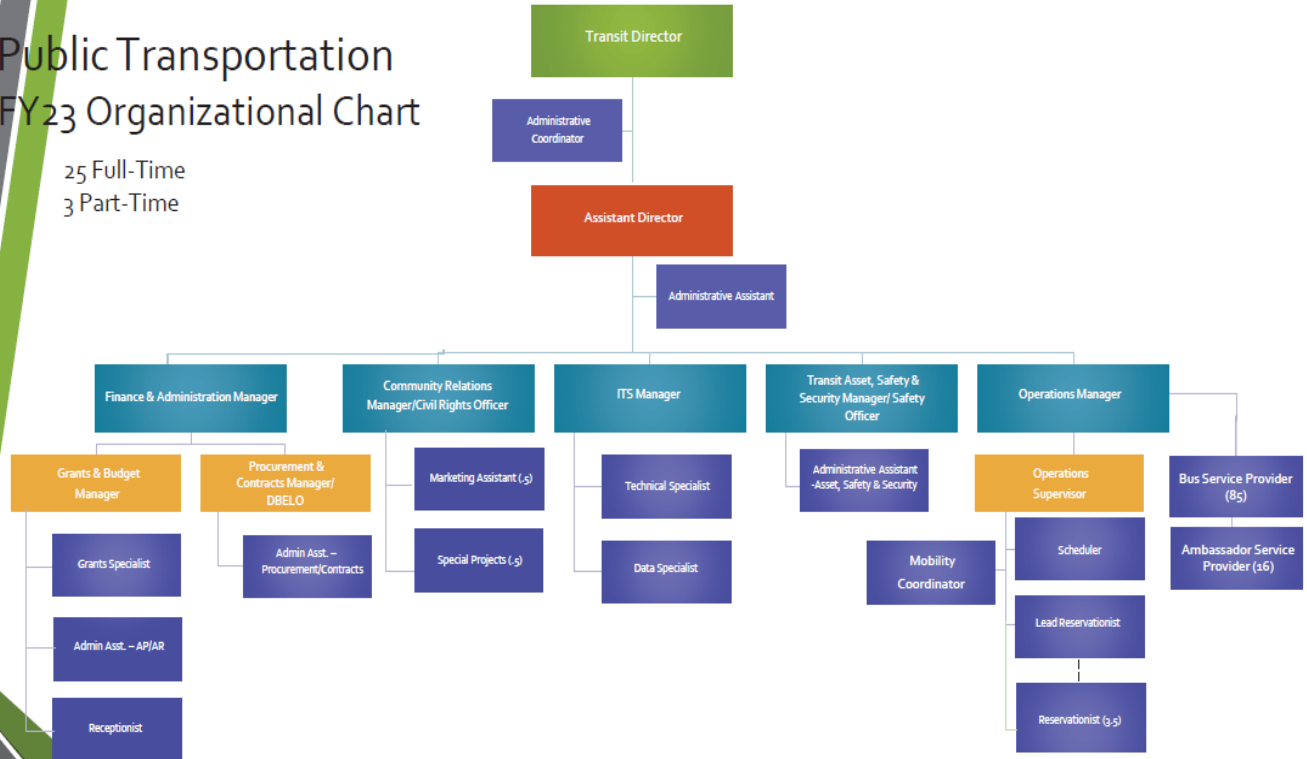 Public Transportation
FY23 Organizational Chart
25 Full-Time
3 Part-Time
Transit Director
Administrative
Coordinator
Assistant Director
Administrative Assistant
Finance & Administration Manager
Community Relations
Manager/Civil Rights Officer
ITS Manager
Transit Asset, Safety &
Security Manager/ Safety
Officer
Operations Manager
Grants & Budget
Manager
Procurement &
Contracts Manager/
DBELO
Marketing Assistant (.5)
Technical Specialist
Administrative Assistant
-Asset, Safety & Security
Operations
Supervisor
Bus Service Provider
(85)
Grants Specialist
Admin Asst. –
Procurement/Contracts
Special Projects (.5)
Data Specialist
Mobility
Coordinator
Scheduler
Ambassador Service
Provider (16)
Admin Asst. – AP/AR
Lead Reservationist
Receptionist
Reservationist (3.5)